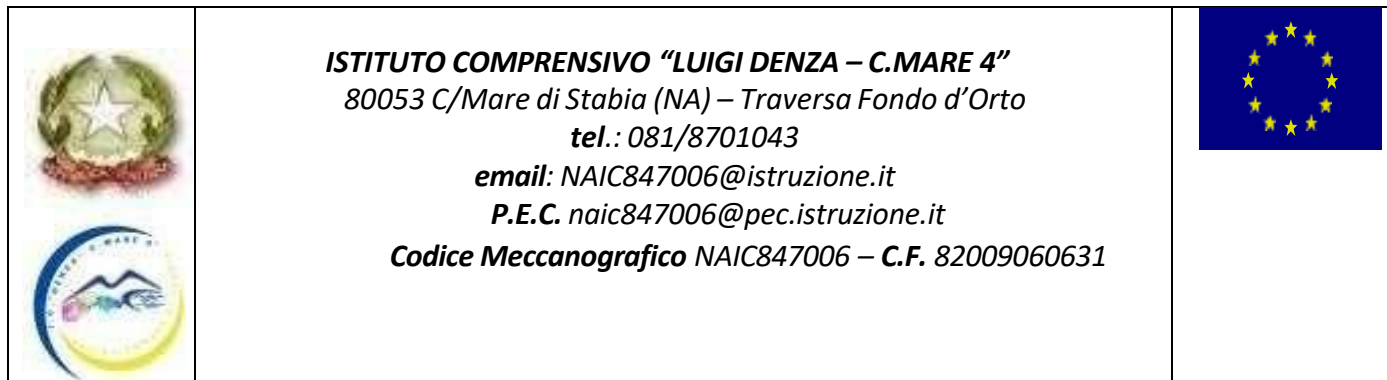 ISTITUTO COMPRENSIVO “LUIGI DENZA – C.MARE 4”
80053 C/Mare di Stabia (NA) – Traversa Fondo d’Orto
tel.: 081/8701043
email: NAIC847006@istruzione.it
P.E.C. naic847006@pec.istruzione.it
Codice Meccanografico NAIC847006 – C.F. 82009060631